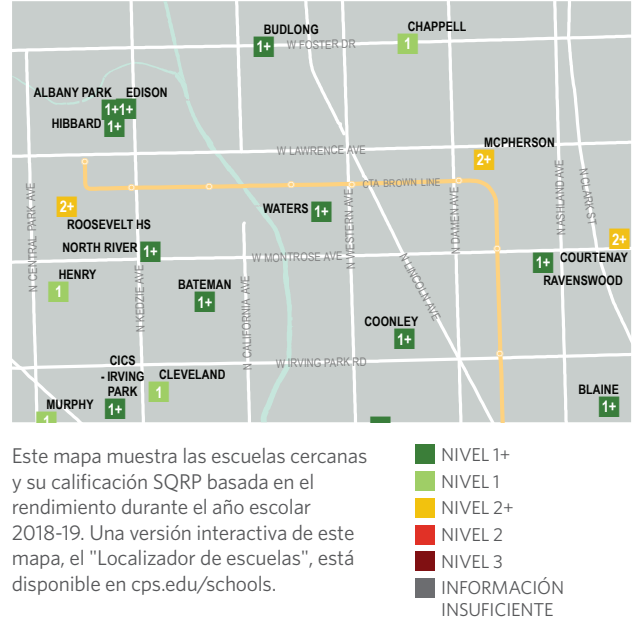 BUDLONG
CHAPPELL
W FOSTER DR
1+
1
ALBANY PARK
EDISON
1+
1+
HIBBARD
1+
W LAWRENCE AVE
MCPHERSON
2+
CTA BROWN LINE
N CENTRAL PARK AVE
2+
ROOSEVELT HS
WATERS
1+
N WESTERN AVE
N DAMEN AVE
N ASHLAND AVE
N CLARK ST
2+
NORTH RIVER
1+
W MONTROSE AVE
COURTENAY
1+
RAVENSWOOD
HENRY
1
N KEDZIE AVE
BATEMAN
1+
N CALIFORNIA AVE
N LINCOLN AVE
COONLEY
1+
W IRVING PARK RD
CICS
- IRVING
PARK
1+
CLEVELAND
1
MURPHY
1
BLAINE
1+
Este mapa muestra las escuelas cercanas
y su calificación SQRP basada en el
rendimiento durante el año escolar
2018-19. Una versión interactiva de este
mapa, el "Localizador de escuelas", está
disponible en cps.edu/schools.
NIVEL 1+
NIVEL 1
NIVEL 2+
NIVEL 2
NIVEL 3
INFORMACIÓN
INSUFICIENTE